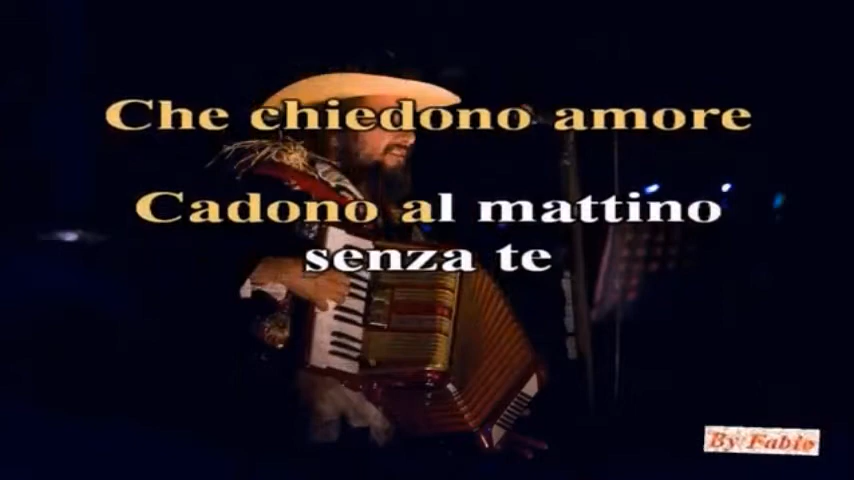 Che chiedono amore
Cadono al mattino
senza te
By Fabio